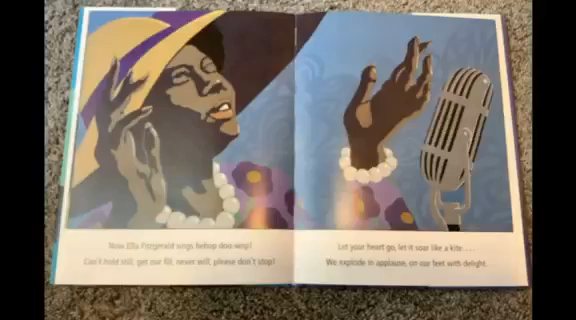 Now Ella Fitzgerald sings bebop doo-wop!
Can't hold still, get our fill, never will, please don't stop!
Let your heart go, let it soar like a kite . . . .
We explode in applause, on our feet with delight.